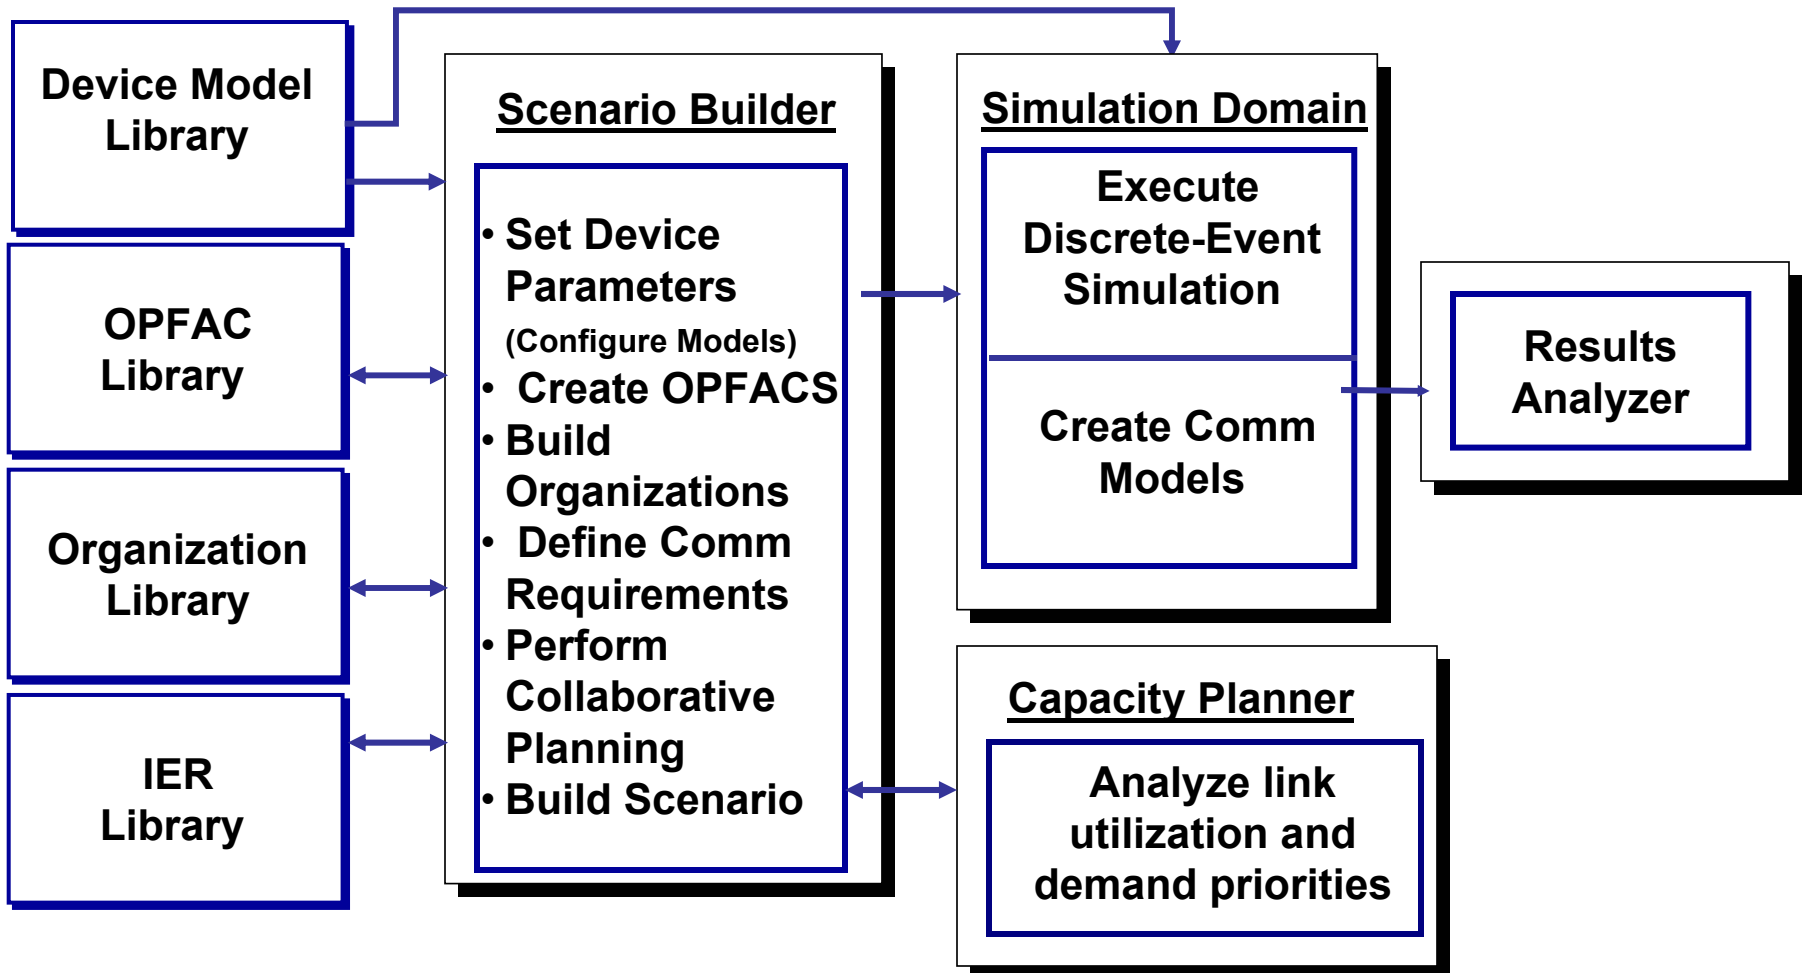 Device Model
Library
OPFAC
Library
Organization
Library
IER
Library
Scenario Builder
• Set Device
Parameters
(Configure Models)
• Create OPFACS
• Build
Organizations
• Define Comm
Requirements
• Perform
Collaborative
Planning
• Build Scenario
Simulation Domain
Execute
Discrete-Event
Simulation
Create Comm
Models
Results
Analyzer
Capacity Planner
Analyze link
utilization and
demand priorities